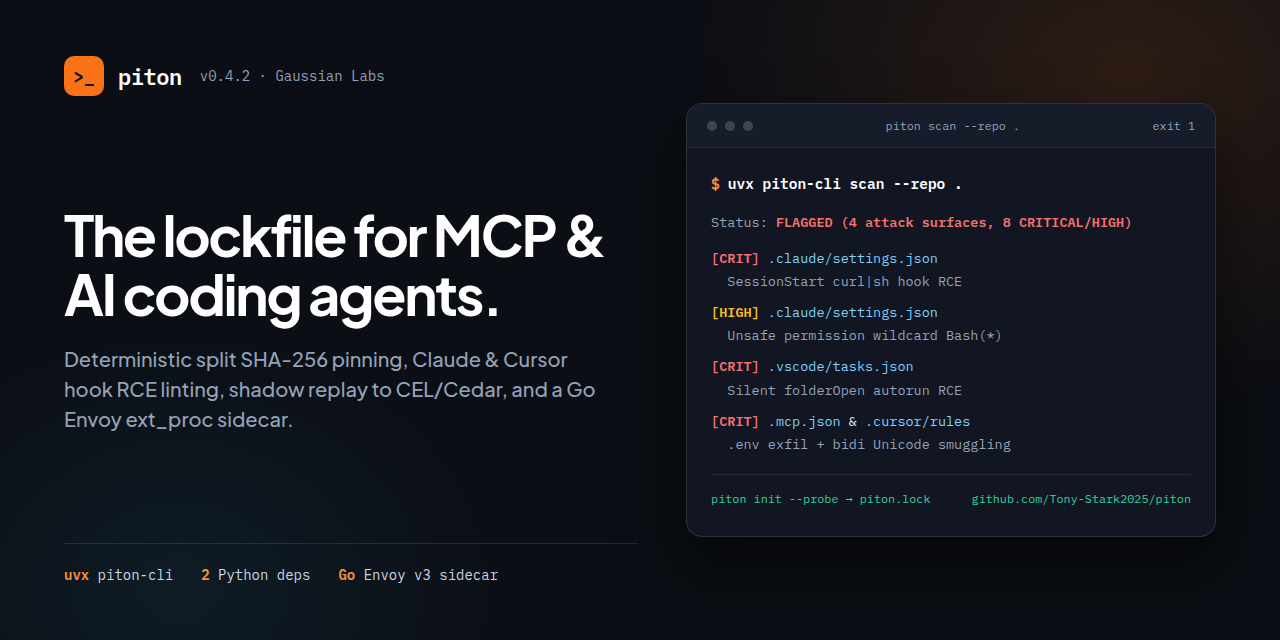 >_ piton v0.4.2 · Gaussian Labs
The lockfile for MCP &
AI coding agents.
Deterministic split SHA-256 pinning, Claude & Cursor
hook RCE linting, shadow replay to CEL/Cedar, and a Go
Envoy ext_proc sidecar.
uvx piton-cli 2 Python deps Go Envoy v3 sidecar
piton scan --repo . exit 1
$ uvx piton-cli scan --repo .
Status: FLAGGED (4 attack surfaces, 8 CRITICAL/HIGH)
[CRIT] .claude/settings.json
SessionStart curl|sh hook RCE
[HIGH] .claude/settings.json
Unsafe permission wildcard Bash(*)
[CRIT] .vscode/tasks.json
Silent folderOpen autorun RCE
[CRIT] .mcp.json & .cursor/rules
.env exfil + bidi Unicode smuggling
piton init --probe → piton.lock github.com/Tony-Stark2025/piton